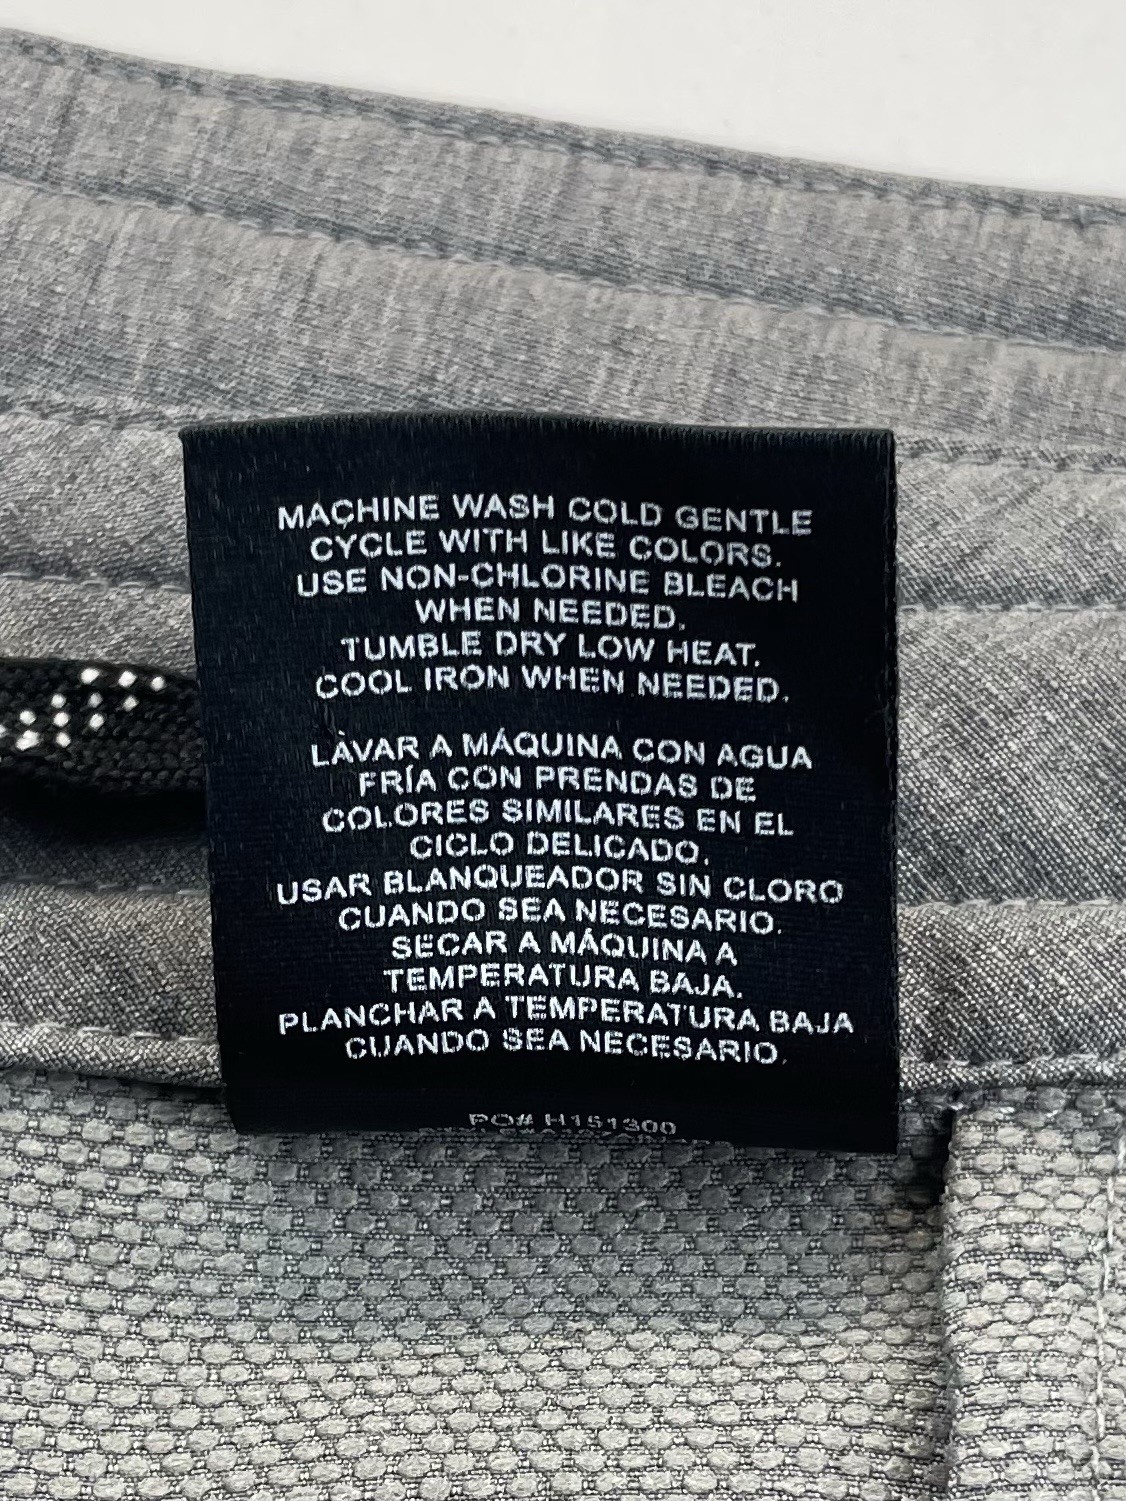 MACHINE WASH COLD GENTLE
CYCLE WITH LIKE COLORS.
USE NON-CHLORINE BLEACH
WHEN NEEDED.
TUMBLE DRY LOW HEAT.
COOL IRON WHEN NEEDED.
LAVAR A MÁQUINA CON AGUA
FRÍA CON PRENDAS DE
COLORES SIMILARES EN EL
CICLO DELICADO.
USAR BLANQUEADOR SIN CLORO
CUANDO SEA NECESARIO.
SECAR A MÁQUINA A
TEMPERATURA BAJA.
PLANCHAR A TEMPERATURA BAJA
CUANDO SEA NECESARIO.
PO# H151300